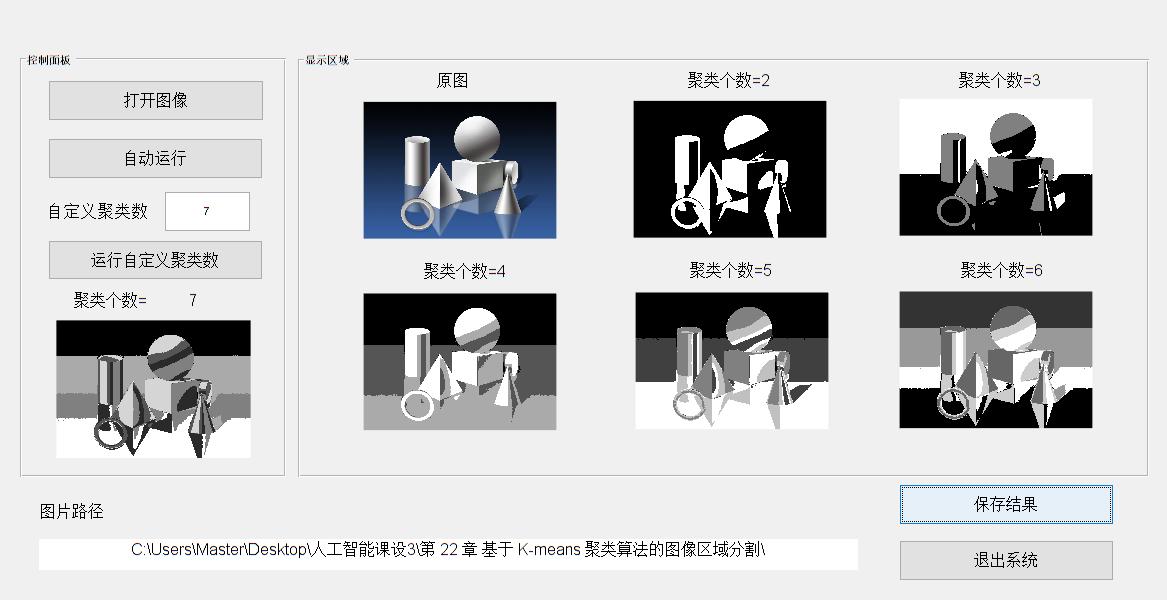 控制面板
打开图像
自动运行
自定义聚类数 7
运行自定义聚类数
聚类个数= 7
显示区域
原图
聚类个数=2
聚类个数=3
聚类个数=4
聚类个数=5
聚类个数=6
图片路径
C:\Users\Master\Desktop\人工智能课设3\第 22 章 基于 K-means 聚类算法的图像区域分割\
保存结果
退出系统